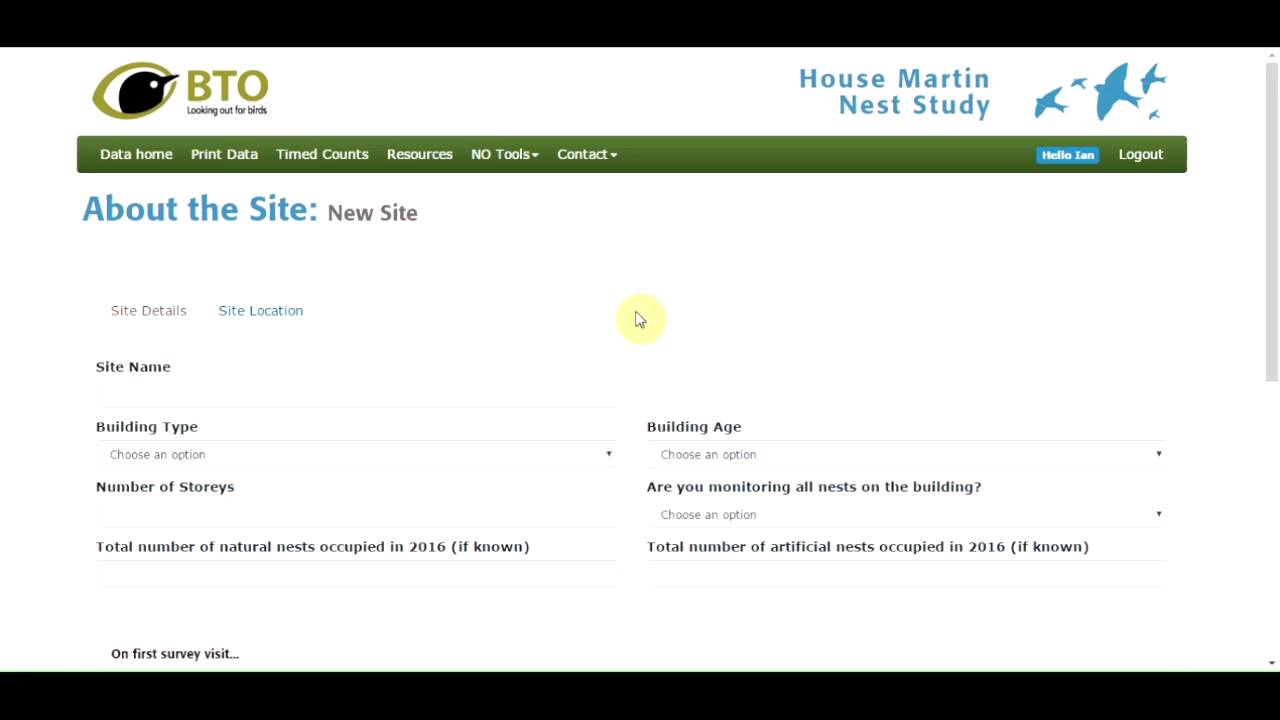 BTO
Looking out for birds
House Martin
Nest Study
Data home Print Data Timed Counts Resources NO Tools Contact Hello Ian Logout
About the Site: New Site
Site Details Site Location
Site Name
Building Type Building Age
Choose an option Choose an option
Number of Storeys Are you monitoring all nests on the building?
Choose an option
Total number of natural nests occupied in 2016 (if known) Total number of artificial nests occupied in 2016 (if known)
On first survey visit...